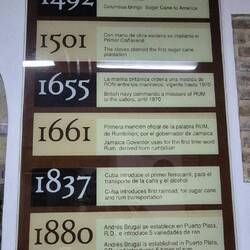 1492
Columbus brings Sugar Cane to America
1501
Con mano de obra esclava se implanta el
Primer Cañaveral
The slaves planted the first sugar cane
plantation
1655
La marina británica ordena una medida de
RON entre los marineros, vigente hasta 1970
British navy commands a measure of RUM
to the sailors, until 1970
1661
Primera mención oficial de la palabra RUM,
de Rumbillion, por el gobernador de Jamaica
Jamaica Governor uses for the first time word
Rum, derived from rumbillion
1837
Cuba introduce el primer ferrocarril, para el
transporte de la caña y el alcohol
Cuba introduces first railroad, for sugar cane
and rum transportation
1880
Andrés Brugal se establece en Puerto Plata,
R.D., e introduce 5 variedades de ron
Andrés Brugal is established in Puerto Plata,